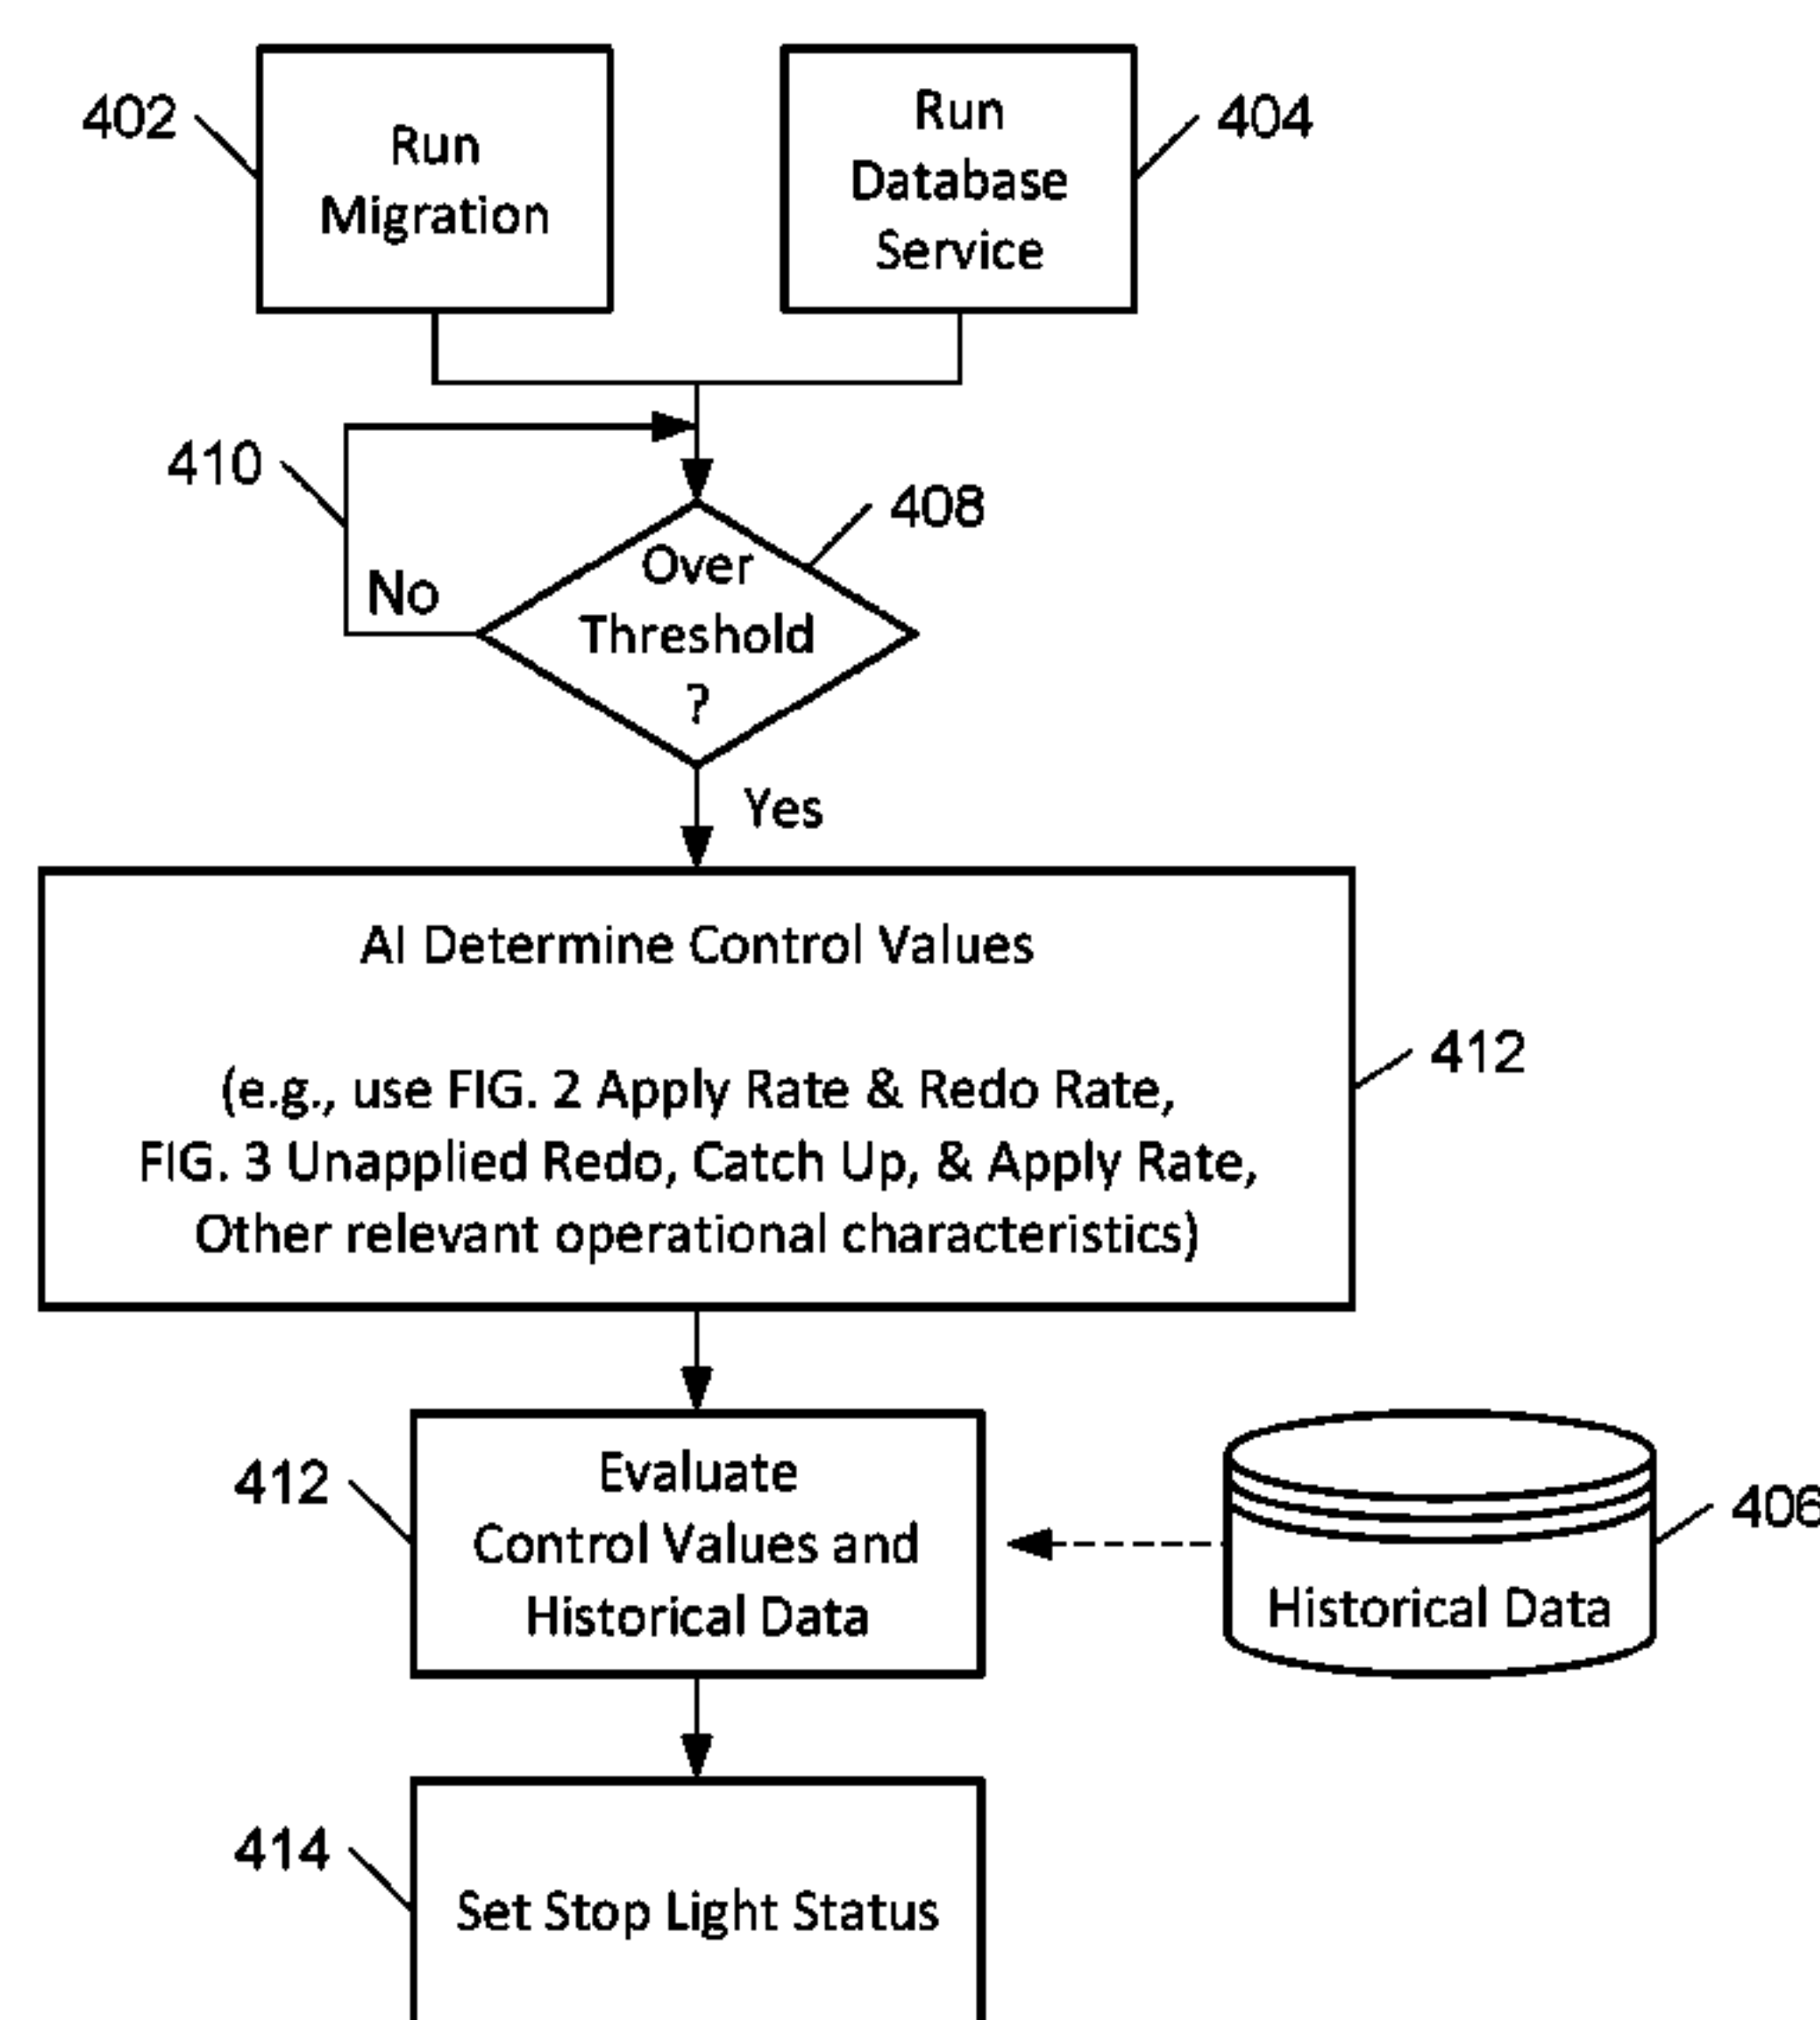 402
Run
Migration
Run
Database
Service
404
410
No
408
Over
Threshold
?
Yes
AI Determine Control Values
(e.g., use FIG. 2 Apply Rate & Redo Rate,
FIG. 3 Unapplied Redo, Catch Up, & Apply Rate,
Other relevant operational characteristics)
412
412
Evaluate
Control Values and
Historical Data
406
Historical Data
414
Set Stop Light Status